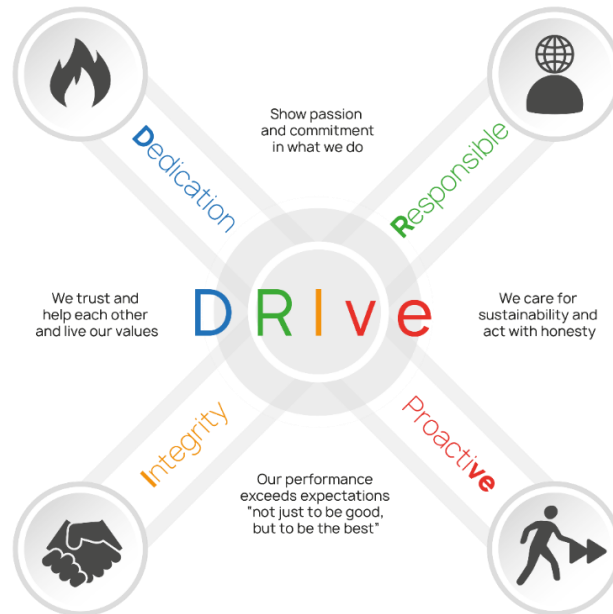 Show passion
and commitment
in what we do
Dedication
Responsible
We trust and
help each other
and live our values
DRIve
We care for
sustainability and
act with honesty
Integrity
Proactive
Our performance
exceeds expectations
"not just to be good,
but to be the best"